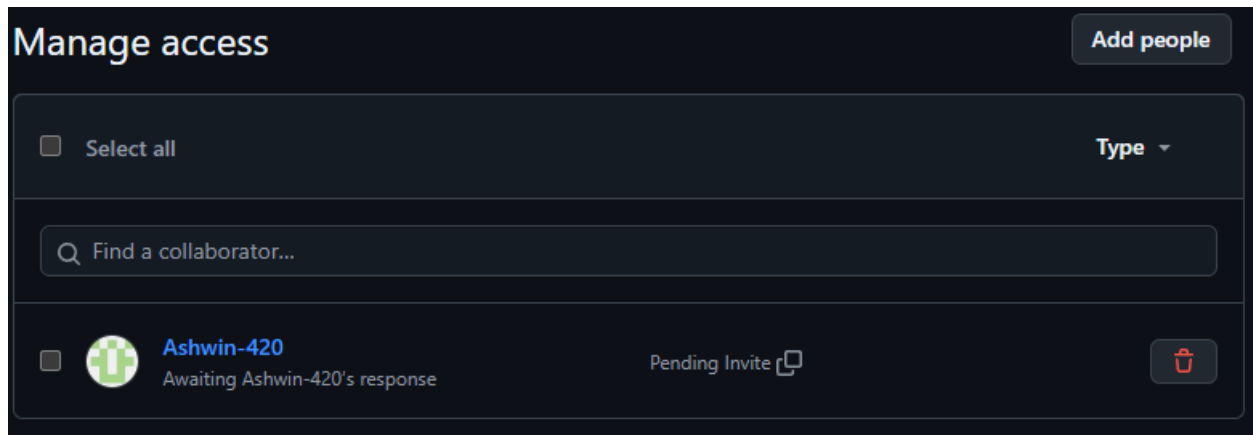 Manage access
Add people
Select all
Type
Find a collaborator...
Ashwin-420
Awaiting Ashwin-420's response
Pending Invite